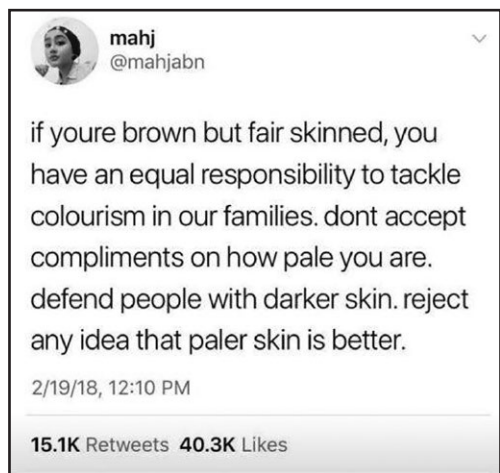 mahj
@mahjabn
if youre brown but fair skinned, you
have an equal responsibility to tackle
colourism in our families. dont accept
compliments on how pale you are.
defend people with darker skin. reject
any idea that paler skin is better.
2/19/18, 12:10 PM
15.1K Retweets 40.3K Likes